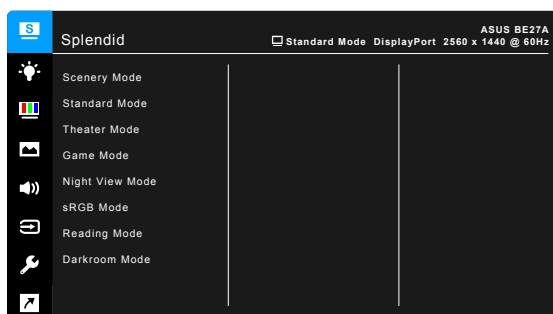 S
ASUS BE27A
Splendid
Standard Mode DisplayPort 2560 x 1440 @ 60Hz
Scenery Mode
Standard Mode
Theater Mode
Game Mode
Night View Mode
sRGB Mode
Reading Mode
Darkroom Mode